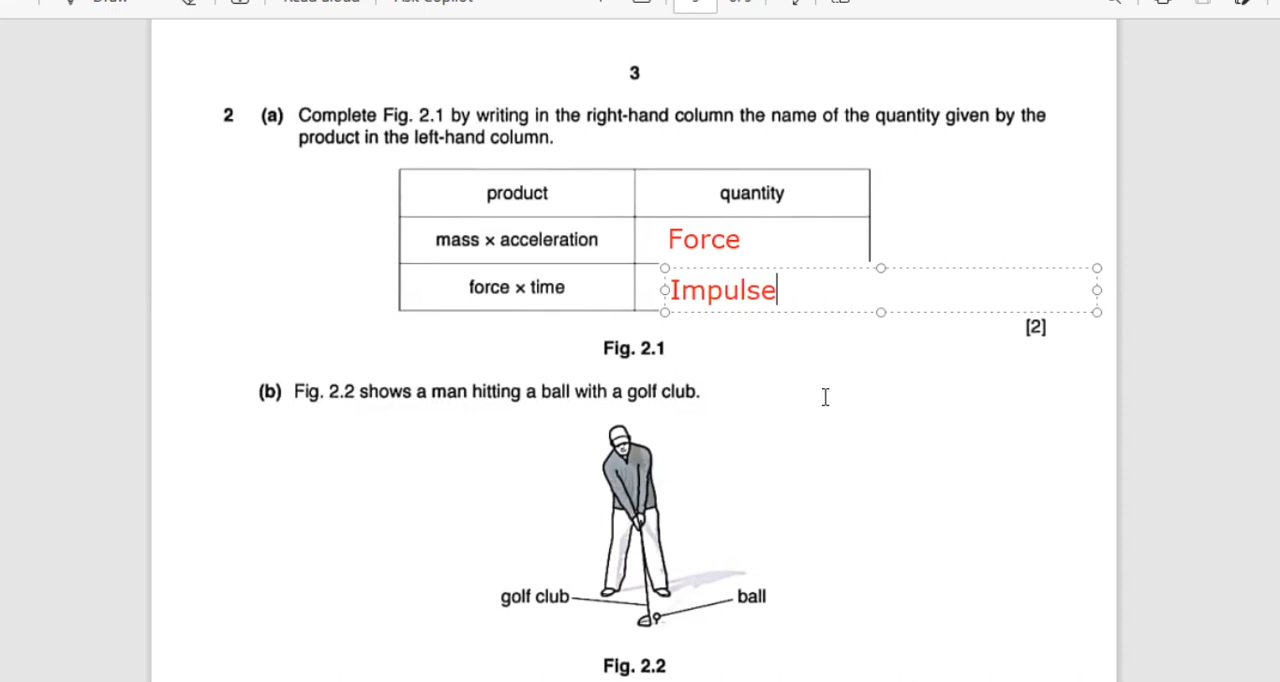 3
2 (a) Complete Fig. 2.1 by writing in the right-hand column the name of the quantity given by the
product in the left-hand column.
product quantity
mass × acceleration Force
force × time Impulse
[2]
Fig. 2.1
(b) Fig. 2.2 shows a man hitting a ball with a golf club.
golf club ball
Fig. 2.2